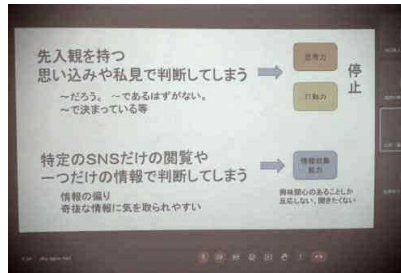 先入観を持つ
思い込みや私見で判断してしまう
～だろう。 ～であるはずがない。
～で決まっている等
思考力
行動力
停止
特定のSNSだけの閲覧や
一つだけの情報で判断してしまう
情報の偏り
奇抜な情報に気を取られやすい
情報収集
能力
興味関心のあることしか
反応しない、聞きたくない